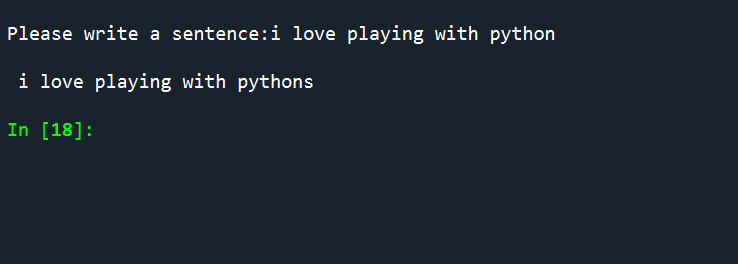 Please write a sentence:i love playing with python
i love playing with pythons
In [18]: